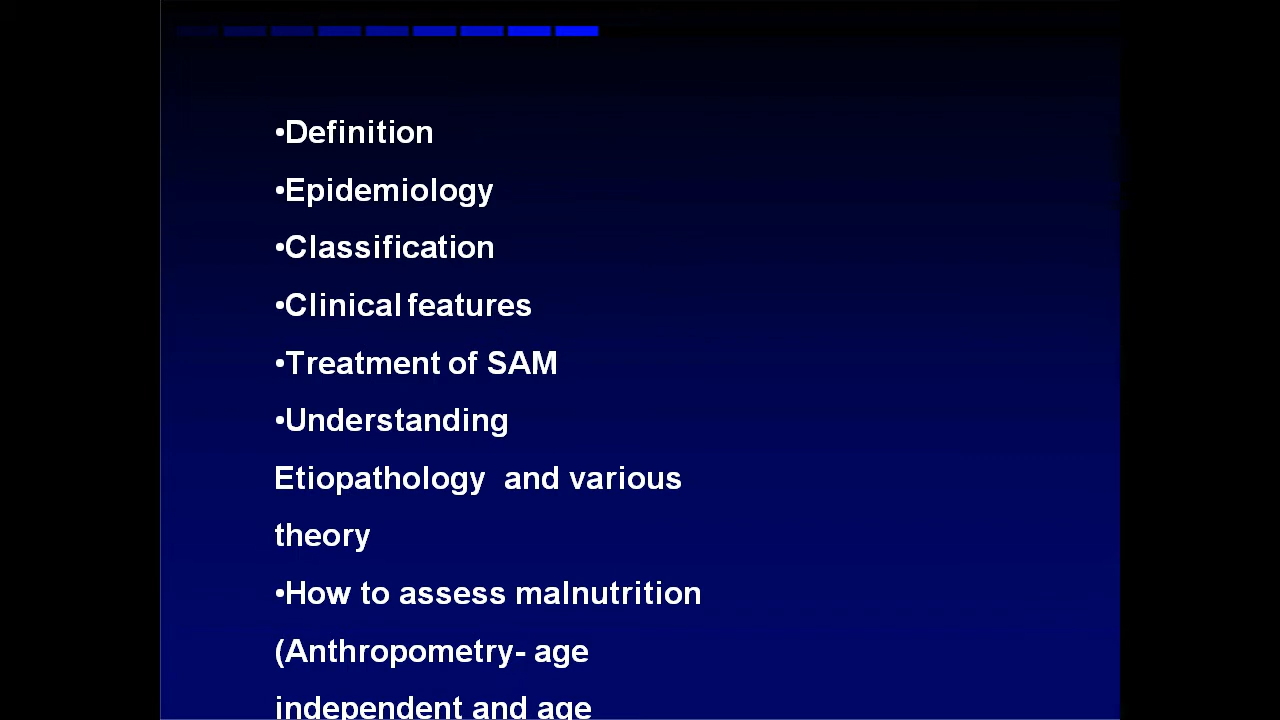 •Definition
•Epidemiology
•Classification
•Clinical features
•Treatment of SAM
•Understanding
Etiopathology and various
theory
•How to assess malnutrition
(Anthropometry- age
independent and age